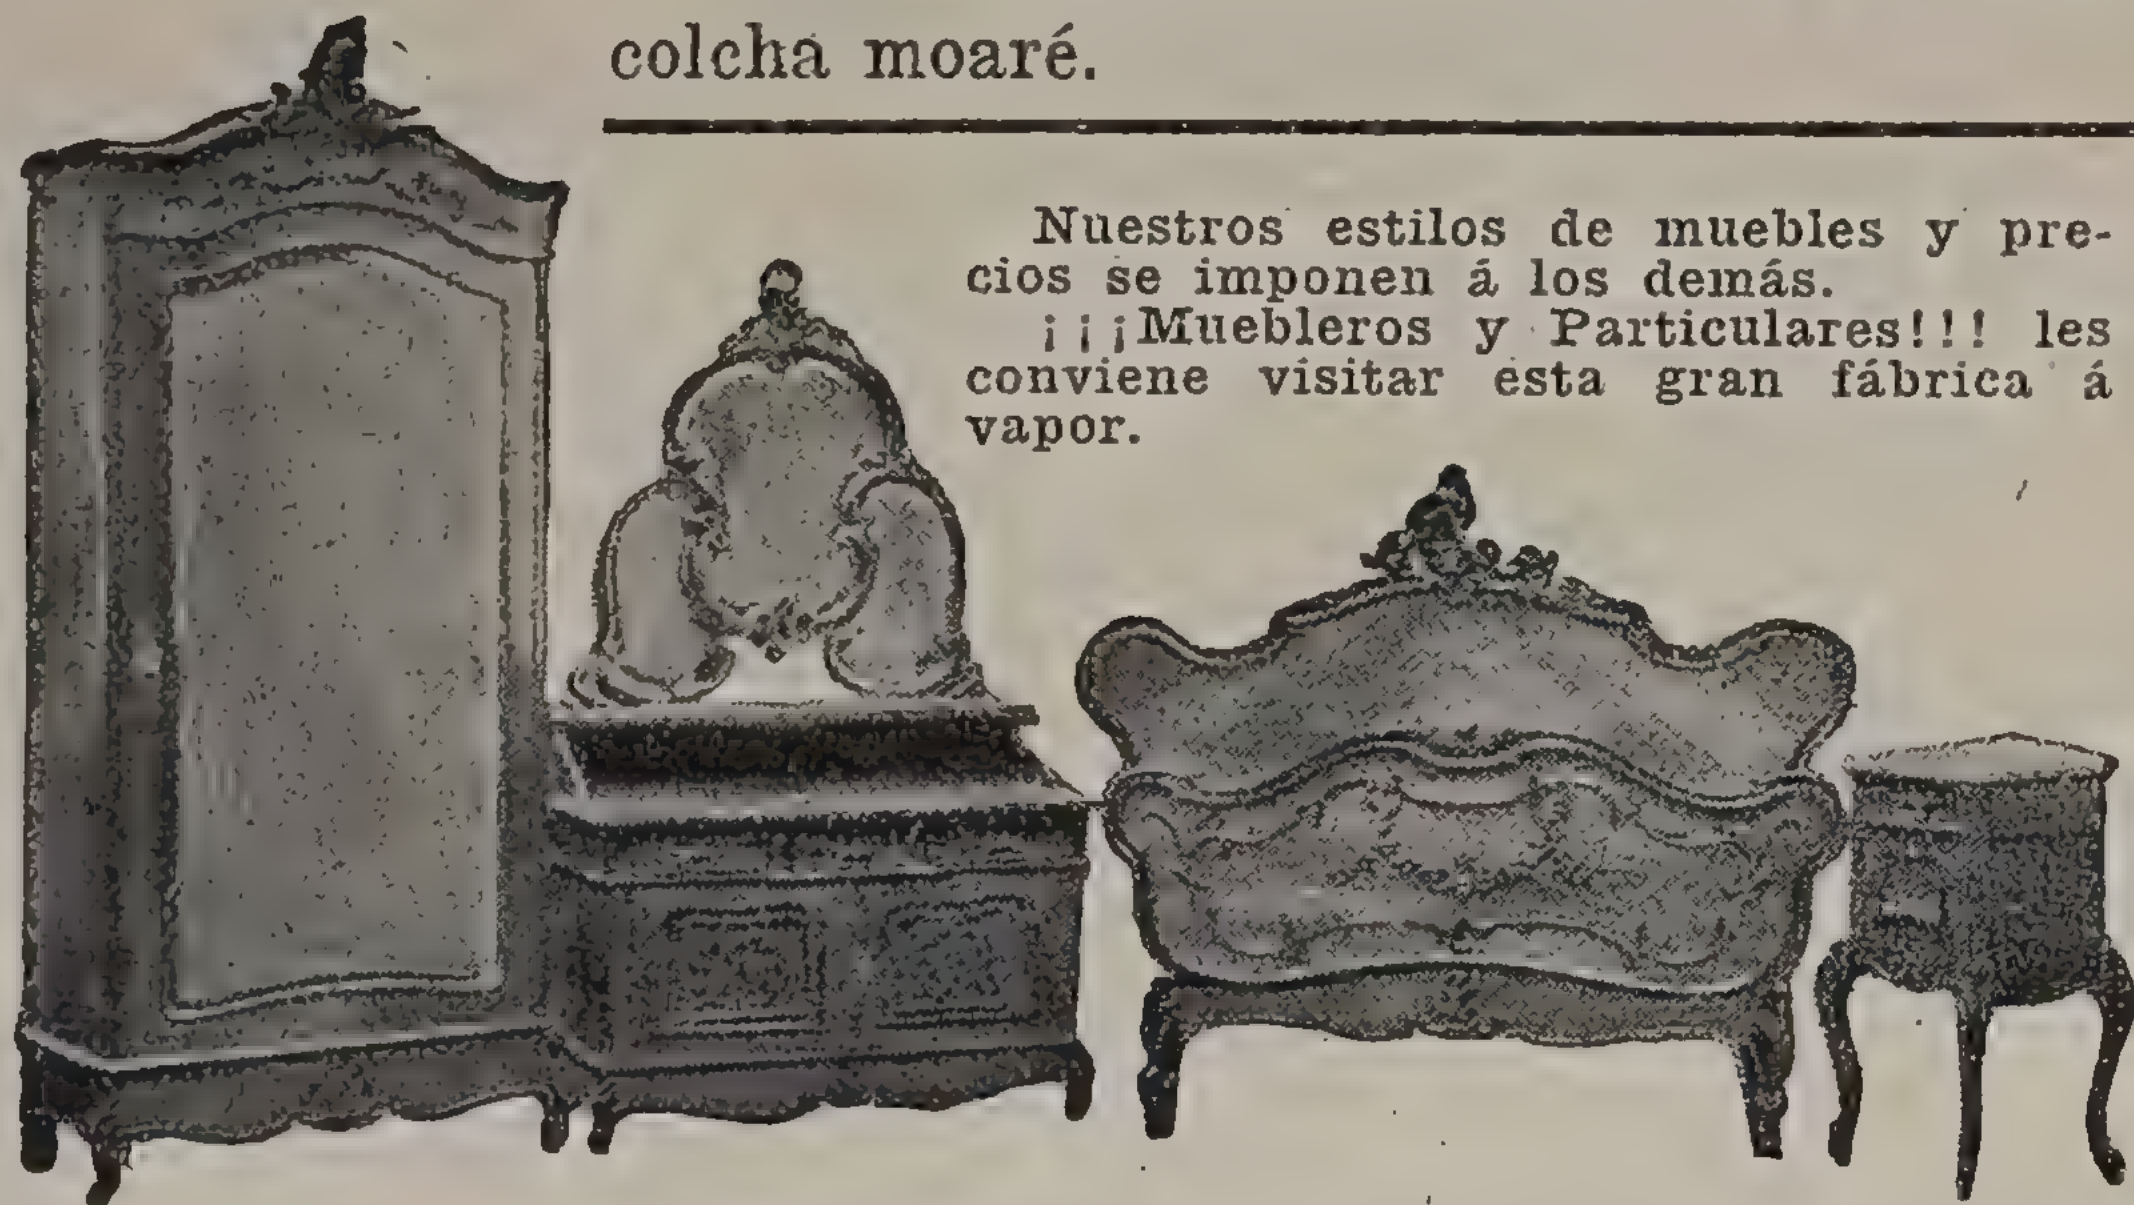 colcha moaré.
Nuestros estilos de muebles y pre-
cios se imponen á los demás.
¡¡¡Muebleros y Particulares!!! les
conviene visitar esta gran fábrica á
vapor.